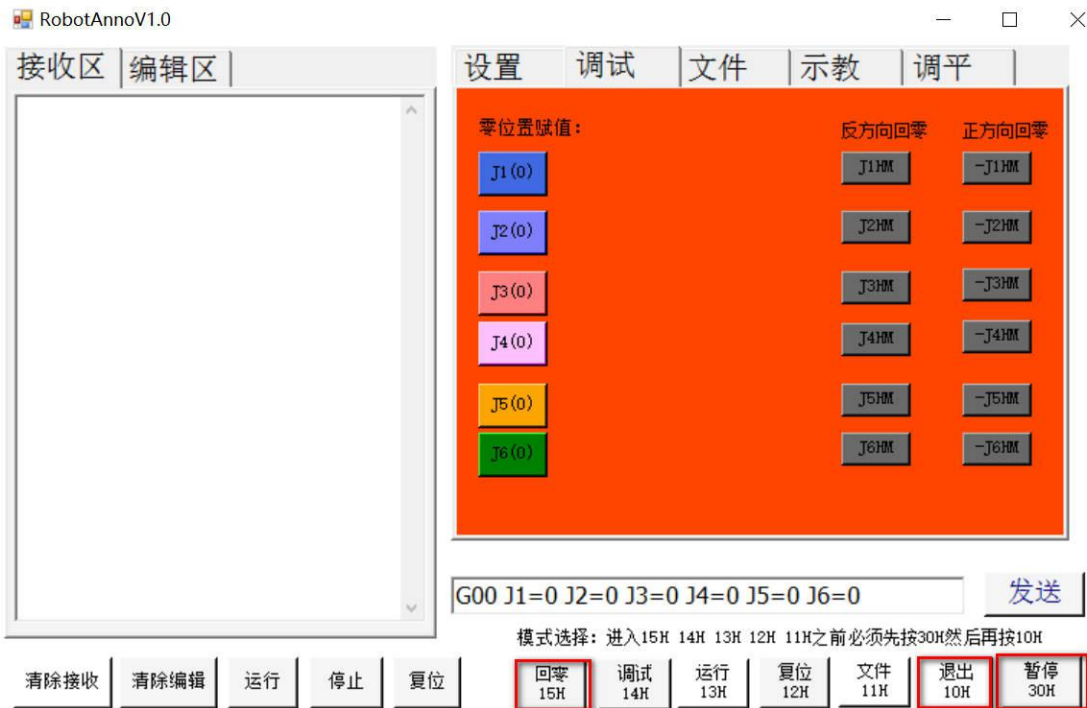 RobotAnnoV1.0
接收区 编辑区
设置 调试 文件 示教 调平
零位置赋值： 反方向回零 正方向回零
J1(0) J1HM -J1HM
J2(0) J2HM -J2HM
J3(0) J3HM -J3HM
J4(0) J4HM -J4HM
J5(0) J5HM -J5HM
J6(0) J6HM -J6HM
G00 J1=0 J2=0 J3=0 J4=0 J5=0 J6=0 发送
模式选择：进入15H 14H 13H 12H 11H之前必须先按30H然后再按10H
清除接收 清除编辑 运行 停止 复位 回零 调试 运行 复位 文件 退出 暂停
15H 14H 13H 12H 11H 10H 30H